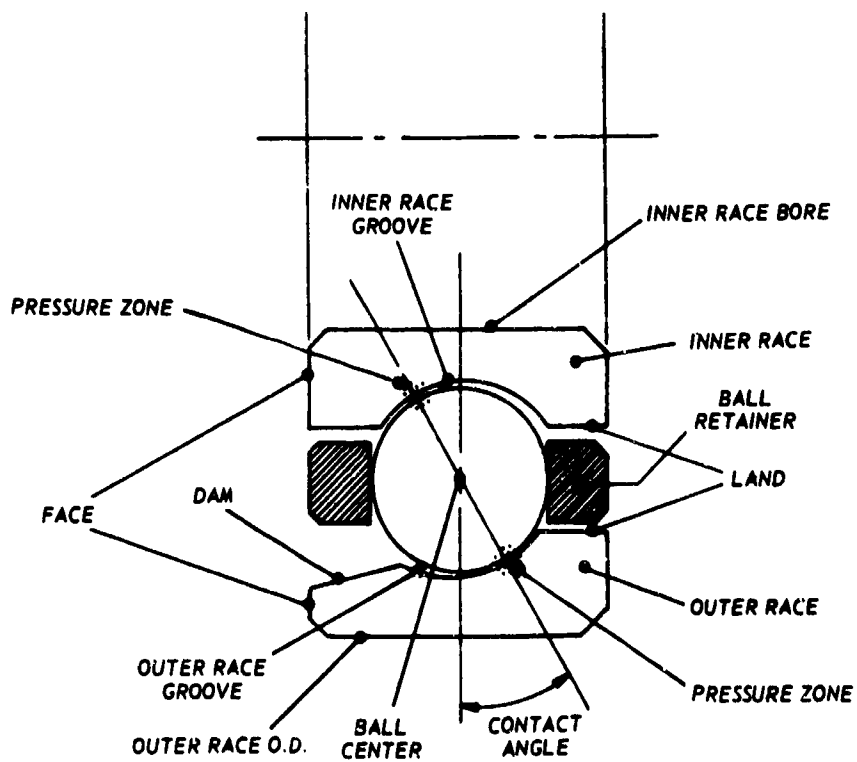 INNER RACE
GROOVE
INNER RACE BORE
PRESSURE ZONE
INNER RACE
BALL
RETAINER
LAND
DAM
FACE
OUTER RACE
OUTER RACE
GROOVE
PRESSURE ZONE
OUTER RACE O.D.
BALL
CENTER
CONTACT
ANGLE